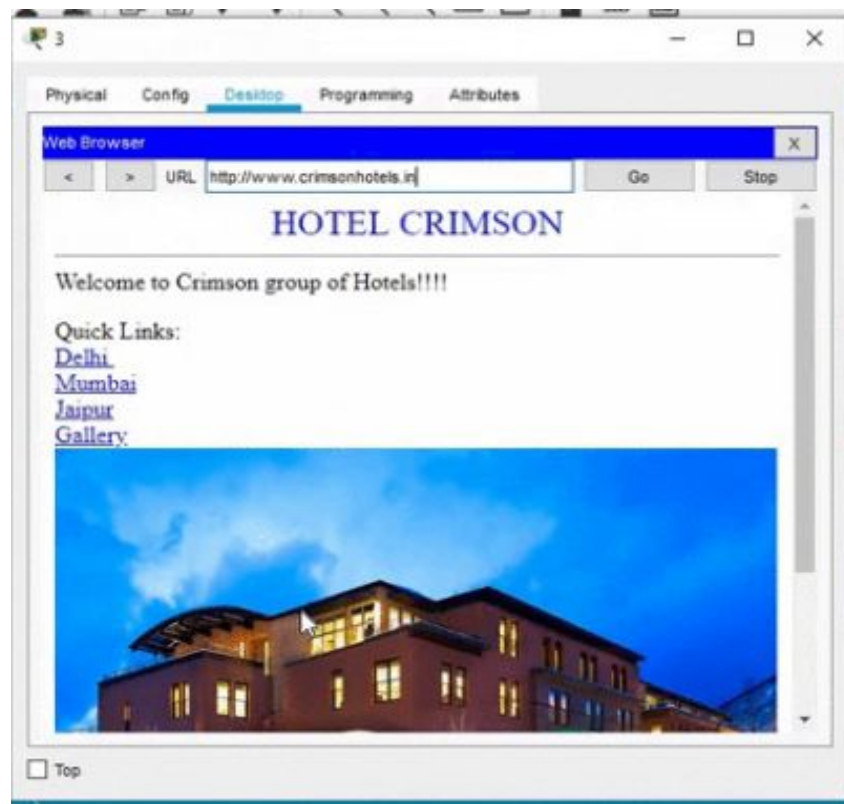 3
Physical Config Desktop Programming Attributes
Web Browser X
< > URL http://www.crimsonhotels.in Go Stop
HOTEL CRIMSON
Welcome to Crimson group of Hotels!!!!
Quick Links:
Delhi
Mumbai
Jaipur
Gallery
Top